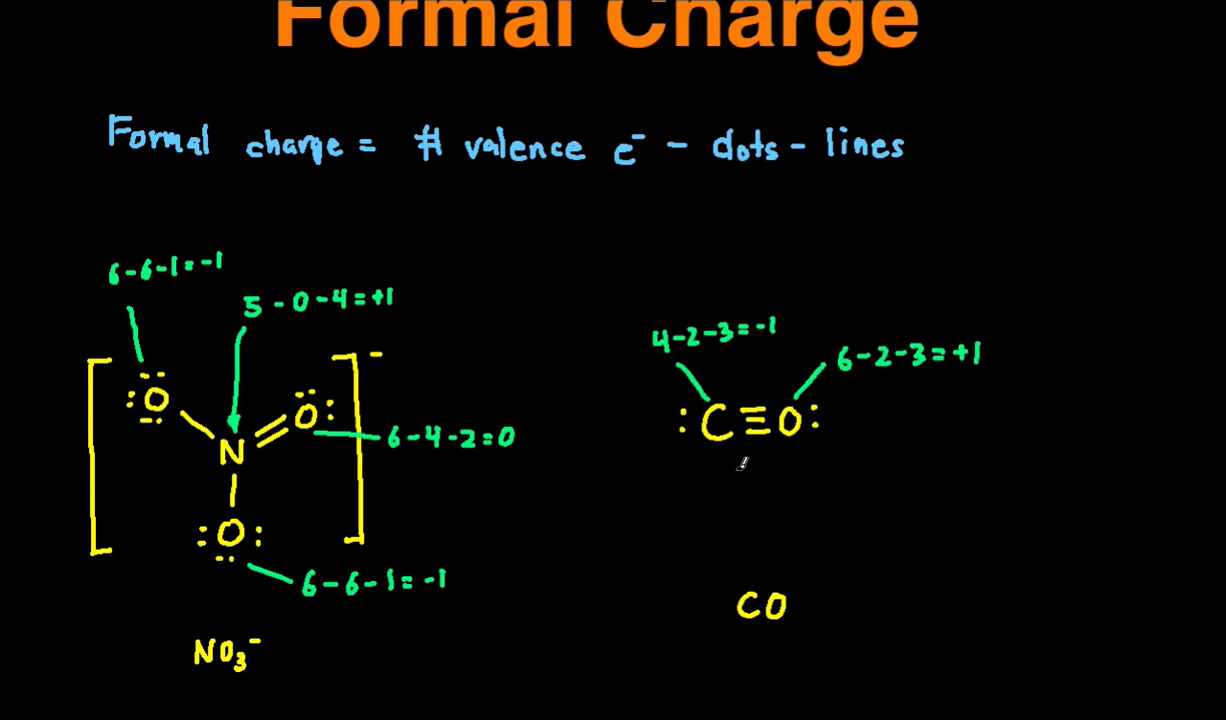 Formal Charge
Formal charge = # valence e⁻ - dots - lines
6-6-1=-1
5-0-4=+1
4-2-3=-1
6-2-3=+1
[ :O N O: ]⁻
6-4-2=0
:C≡O:
:O:
6-6-1=-1
NO₃⁻
CO